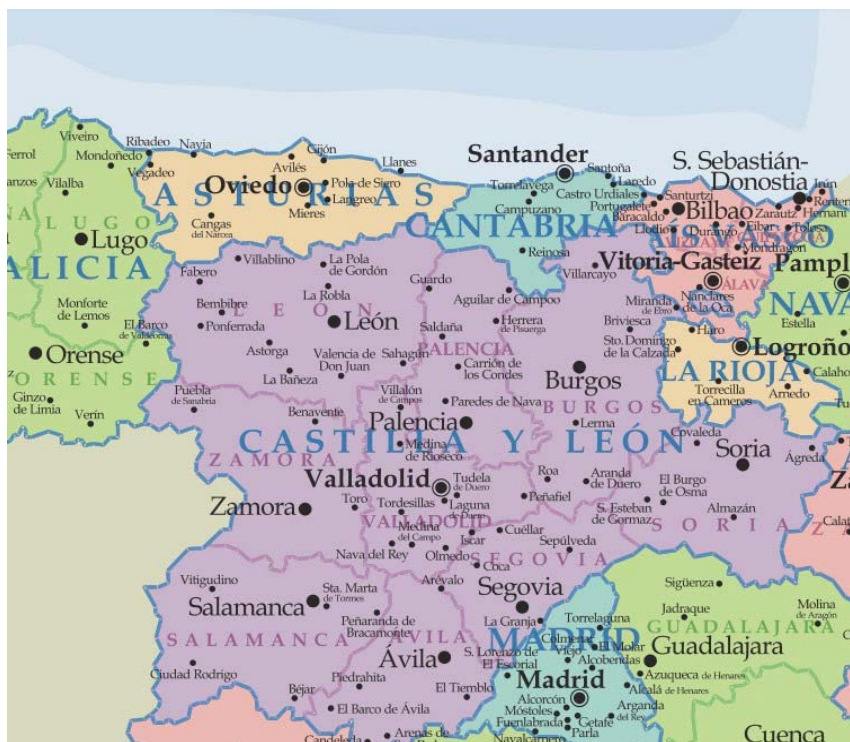 Viveiro
Ribadeo
Navia
Ferrol
Mondoñedo
Vegadeo
Avilés
Gijón
Llanes
Santander
Santoña
Laredo
S. Sebastián-
Donostia
Irún
anzos
Vilalba
Oviedo
Pola de Siero
Langreo
Mieres
ASTURIAS
Torrelavega
Campuzano
Castro Urdiales
Santurtzi
Portugalete
Baracaldo
Bilbao
Zarautz
Hernani
LUGO
Lugo
Cangas
del Narcea
CANTABRIA
Reinosa
Llodio
Durango
Eibar
Tolosa
Mondragón
ALICIA
Villablino
La Pola
de Gordón
Villarcayo
Vitoria-Gasteiz
ÁLAVA
Pampl
Fabero
La Robla
Guardo
Aguilar de Campoo
Nanclares
de la Oca
Miranda
de Ebro
NAVA
Bembibre
LEÓN
León
Monforte
de Lemos
Ponferrada
El Barco
de Valdeorras
Saldaña
Herrera
de Pisuerga
Briviesca
Haro
Estella
Orense
ORENSE
Astorga
Valencia de
Don Juan
Sahagún
PALENCIA
Carrión de
los Condes
Sto. Domingo
de la Calzada
Logroño
LA RIOJA
Calaho
La Bañeza
Burgos
BURGOS
Torrecilla
en Cameros
Arnedo
Ginzo
de Limia
Verín
Puebla
de Sanabria
Villalón
de Campos
Paredes de Nava
Benavente
Palencia
Lerma
CASTILLA Y LEÓN
Covaleda
Soria
Ágreda
ZAMORA
Medina
de Rioseco
Valladolid
Tudela
de Duero
Roa
Aranda
de Duero
El Burgo
de Osma
Zamora
Toro
Tordesillas
Laguna
de Duero
Peñafiel
S. Esteban
de Gormaz
Almazán
VALLADOLID
SORIA
Medina
del Campo
Nava del Rey
Olmedo
Iscar
Cuéllar
Sepúlveda
SEGOVIA
Coca
Vitigudino
Sta. Marta
de Tormes
Arévalo
Salamanca
SALAMANCA
Peñaranda de
Bracamonte
Segovia
La Granja
Torrelaguna
Sigüenza
Jadraque
Molina
de Aragón
GUADALAJARA
ÁVILA
Ávila
MADRID
Colmenar
Viejo
El Molar
Guadalajara
Ciudad Rodrigo
S. Lorenzo de
El Escorial
Alcobendas
Azuqueca de Henares
Alcalá de Henares
Piedrahita
El Tiemblo
Madrid
Béjar
El Barco de Ávila
Alcorcón
Móstoles
Fuenlabrada
Getafe
Parla
Arganda
del Rey
Candeleda
Arenas de
Navalcarnero
Cuenca